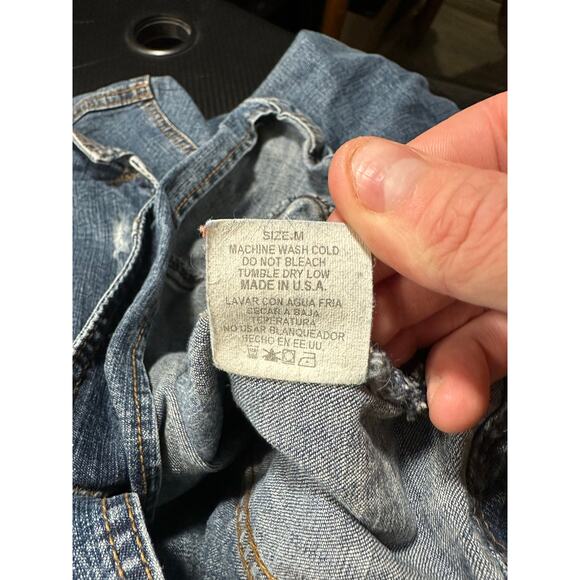 SIZE:M
MACHINE WASH COLD
DO NOT BLEACH
TUMBLE DRY LOW
MADE IN U.S.A.
LAVAR CON AGUA FRIA
SECAR A BAJA
TEPERATURA
NO USAR BLANQUEADOR
HECHO EN EE.UU.